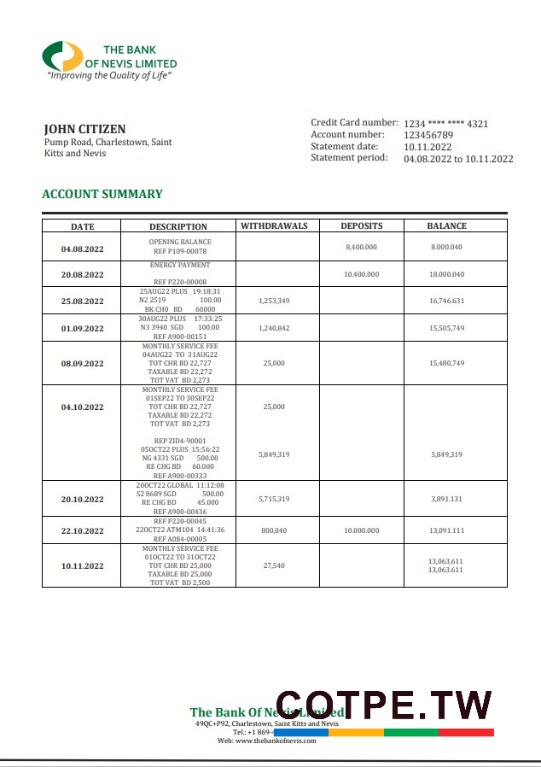 THE BANK
OF NEVIS LIMITED
"Improving the Quality of Life"
JOHN CITIZEN
Pump Road, Charlestown, Saint
Kitts and Nevis
Credit Card number: 1234 **** **** 4321
Account number: 123456789
Statement date: 10.11.2022
Statement period: 04.08.2022 to 10.11.2022
ACCOUNT SUMMARY
DATE DESCRIPTION WITHDRAWALS DEPOSITS BALANCE
OPENING BALANCE
04.08.2022 8,400.000 8.000.040
REF P109-00078
ENERGY PAYMENT
20.08.2022 10.400.000 18.000.040
REF P220-00008
25AUG22 PLUS 19:18:31
25.08.2022 N2 2519 100.00 1,253,349 16,746.631
BK CH0 BD 60000
30AUG22 PLUS 17:33:25
01.09.2022 N3 3940 SGD 100.00 1,240,842 15,505,749
REF A900-00151
MONTHLY SERVICE FEE
04AUG22 TO 31AUG22
08.09.2022 TOT CHR BD 22,727 25,000 15,480,749
TAXABLE BD 22,272
TOT VAT BD 2,273
MONTHLY SERVICE FEE
01SEP22 TO 30SEP22
04.10.2022 TOT CHR BD 22,727 25,000
TAXABLE BD 22,272
TOT VAT BD 2,273
REF ZID4-90001
05OCT22 PLUS 15:56:22
NG 4331 SGD 500.00 5,849,319 5,849,319
RE CHG BD 60.000
REF A900-00333
20OCT22 GLOBAL 11:12:08
20.10.2022 S2 8689 SGD 500.00 5,715,319 3,891.131
RE CHG BD 45.000
REF A900-00436
REF P220-00045
22.10.2022 22OCT22 ATM104 14:41:36 800,040 10.000.000 13,091.111
REF A084-00005
MONTHLY SERVICE FEE
01OCT22 TO 31OCT22
10.11.2022 TOT CHR BD 25,000 27,540 13,063.611
TAXABLE BD 25,000 13,063.611
TOT VAT BD 2,500
The Bank Of Nevis Limited
COTPE.TW
49QC+P92, Charlestown, Saint Kitts and Nevis
Tel.: +1 869-
Web: www.thebankofnevis.com